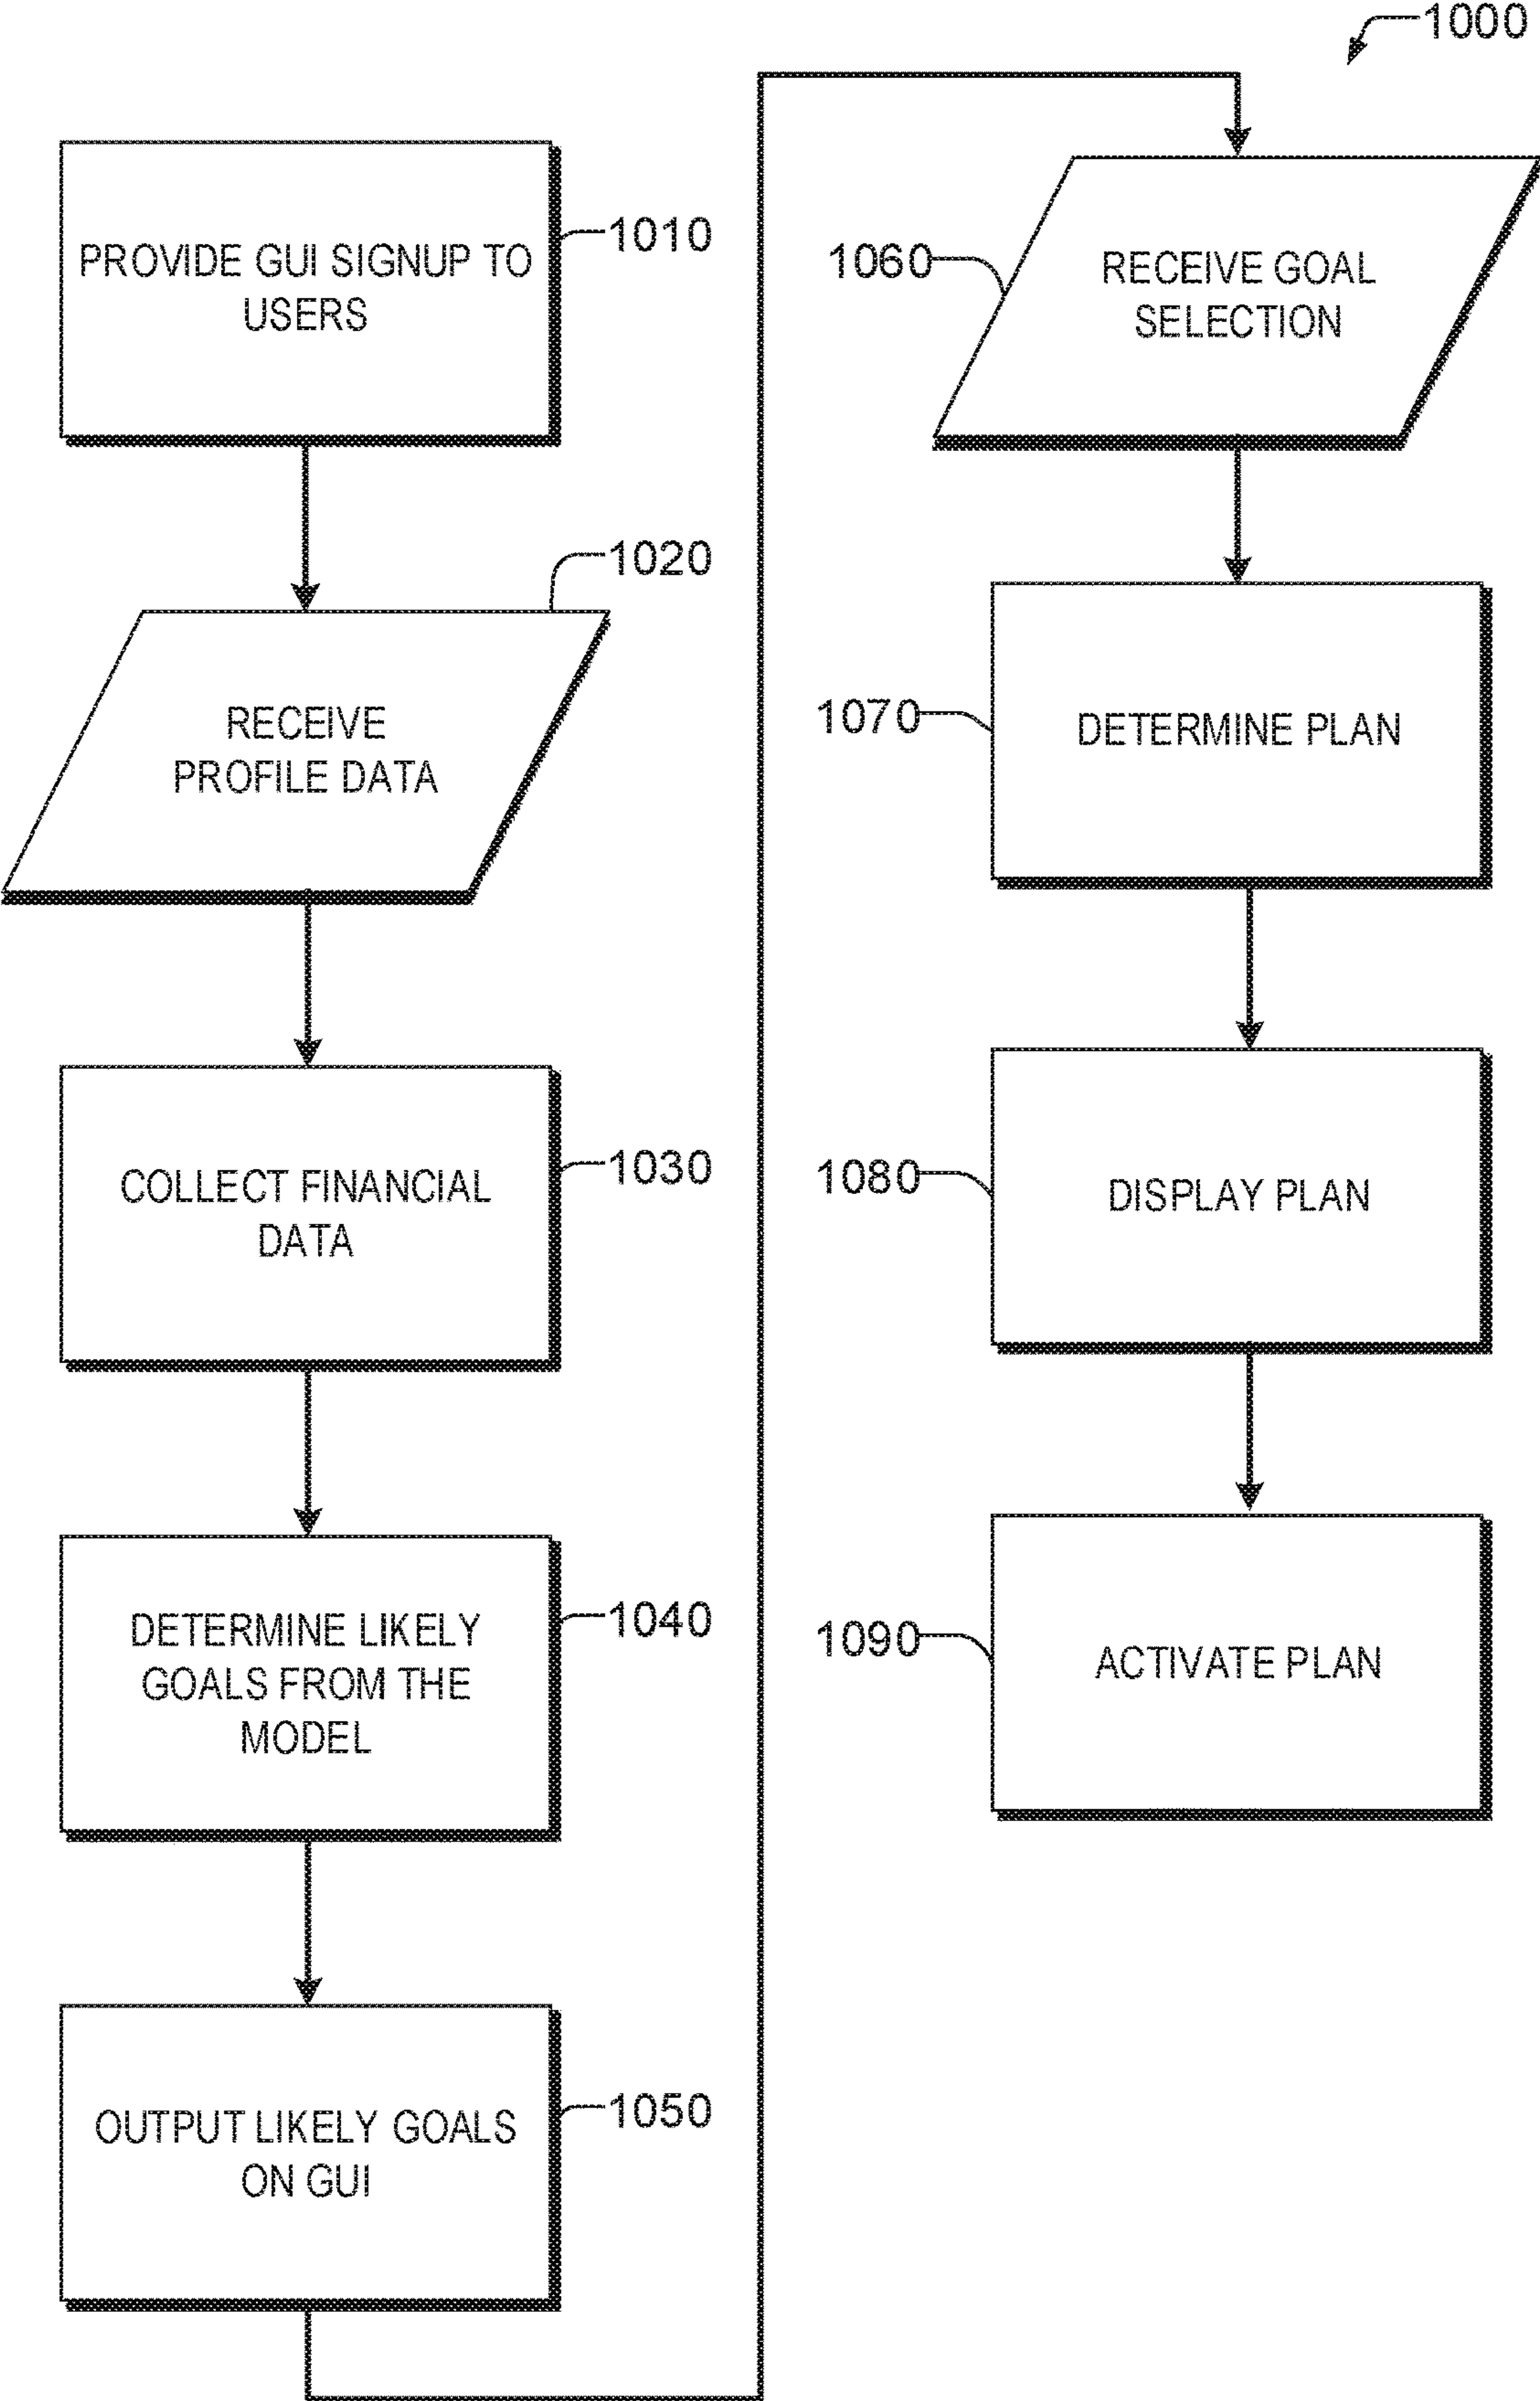 1000
PROVIDE GUI SIGNUP TO
USERS
1010
RECEIVE
PROFILE DATA
1020
COLLECT FINANCIAL
DATA
1030
DETERMINE LIKELY
GOALS FROM THE
MODEL
1040
OUTPUT LIKELY GOALS
ON GUI
1050
RECEIVE GOAL
SELECTION
1060
DETERMINE PLAN
1070
DISPLAY PLAN
1080
ACTIVATE PLAN
1090